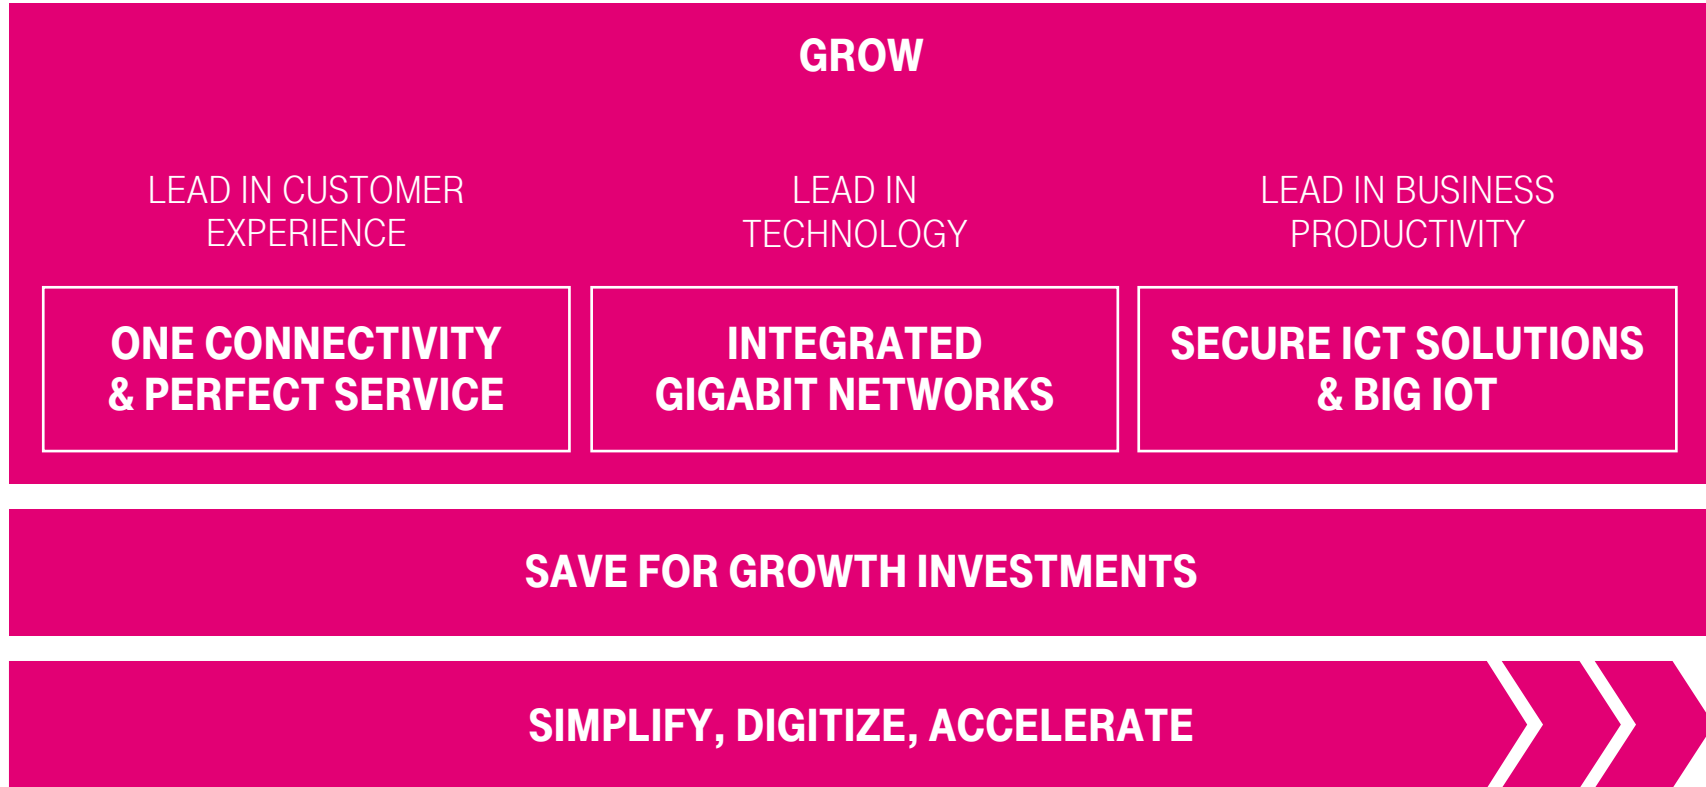 GROW
LEAD IN CUSTOMER
EXPERIENCE
LEAD IN
TECHNOLOGY
LEAD IN BUSINESS
PRODUCTIVITY
ONE CONNECTIVITY
& PERFECT SERVICE
INTEGRATED
GIGABIT NETWORKS
SECURE ICT SOLUTIONS
& BIG IOT
SAVE FOR GROWTH INVESTMENTS
SIMPLIFY, DIGITIZE, ACCELERATE